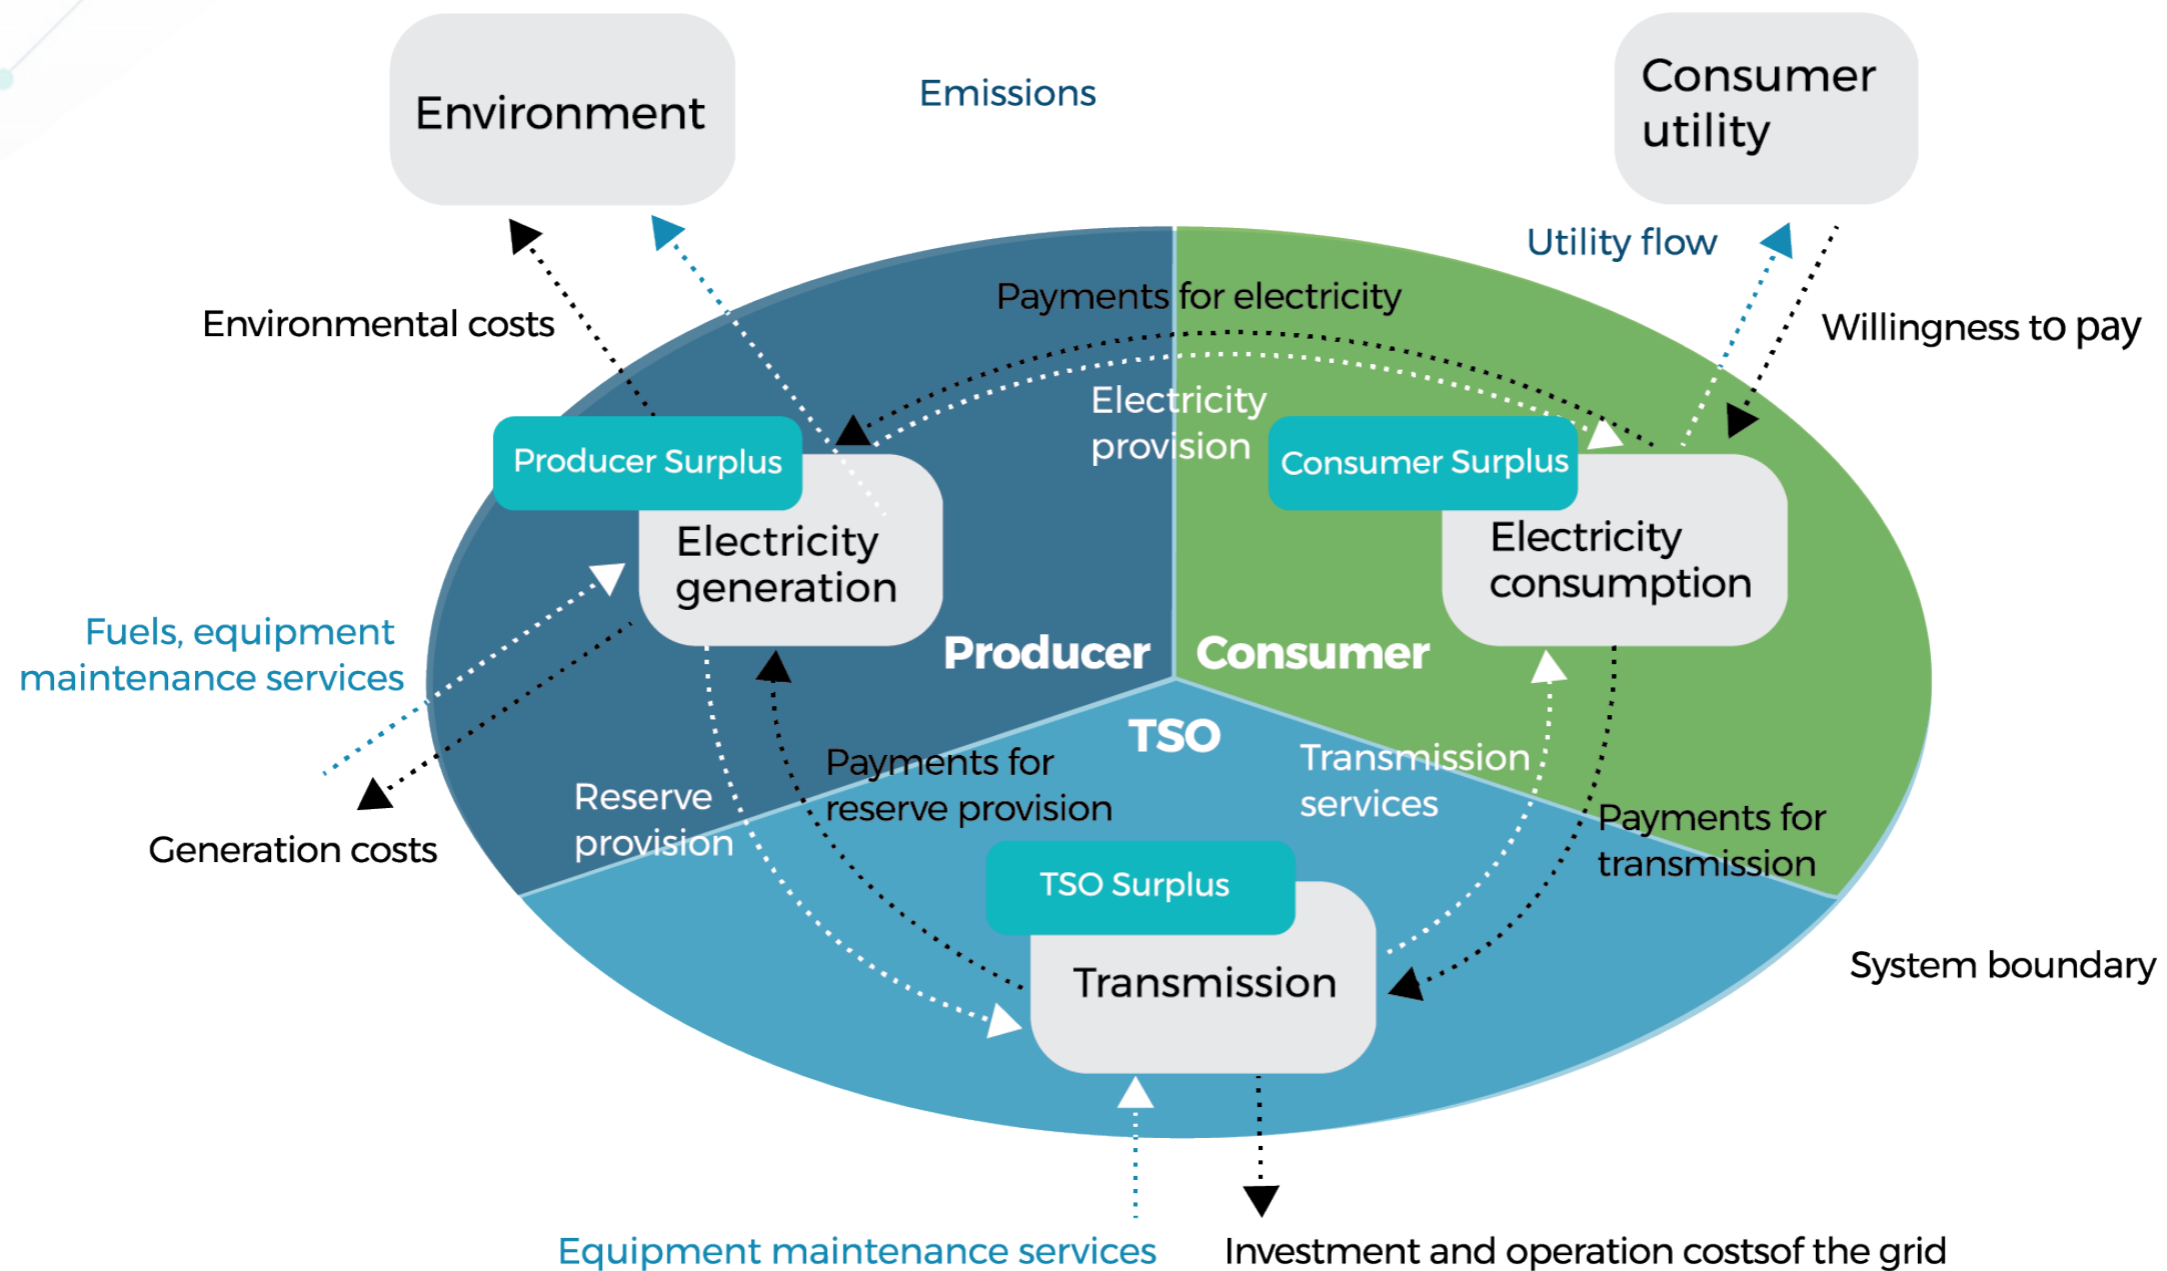 Environment
Emissions
Consumer
utility
Utility flow
Payments for electricity
Environmental costs
Willingness to pay
Electricity
provision
Producer Surplus
Consumer Surplus
Electricity
generation
Electricity
consumption
Fuels, equipment
maintenance services
Producer
Consumer
TSO
Payments for
reserve provision
Transmission
services
Reserve
provision
Payments for
transmission
Generation costs
TSO Surplus
Transmission
System boundary
Equipment maintenance services
Investment and operation costsof the grid